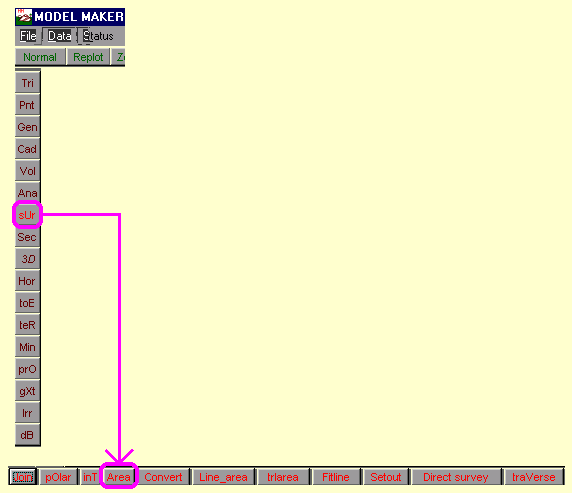 MODEL MAKER
File Data Status
Normal Replot
Tri
Pnt
Gen
Cad
Vol
Ana
sUr
Sec
3D
Hor
toE
teR
Min
prO
gXt
Irr
dB
Join pOlar inT Area Convert Line_area trIarea Fitline Setout Direct survey traVerse